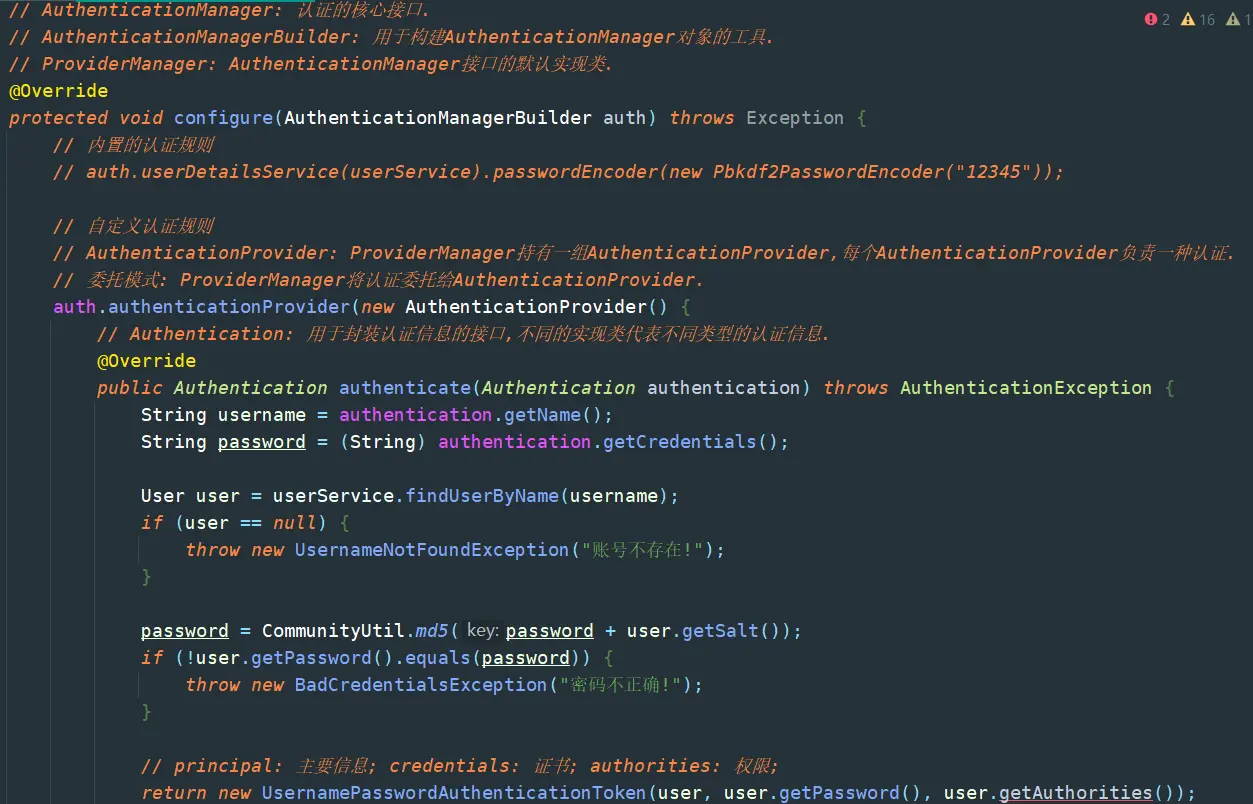 // AuthenticationManager: 认证的核心接口.
2 16 1
// AuthenticationManagerBuilder: 用于构建AuthenticationManager对象的工具.
// ProviderManager: AuthenticationManager接口的默认实现类.
@Override
protected void configure(AuthenticationManagerBuilder auth) throws Exception {
// 内置的认证规则
// auth.userDetailsService(userService).passwordEncoder(new Pbkdf2PasswordEncoder("12345"));
// 自定义认证规则
// AuthenticationProvider: ProviderManager持有一组AuthenticationProvider,每个AuthenticationProvider负责一种认证.
// 委托模式: ProviderManager将认证委托给AuthenticationProvider.
auth.authenticationProvider(new AuthenticationProvider() {
// Authentication: 用于封装认证信息的接口,不同的实现类代表不同类型的认证信息.
@Override
public Authentication authenticate(Authentication authentication) throws AuthenticationException {
String username = authentication.getName();
String password = (String) authentication.getCredentials();
User user = userService.findUserByName(username);
if (user == null) {
throw new UsernameNotFoundException("账号不存在!");
}
password = CommunityUtil.md5( key: password + user.getSalt());
if (!user.getPassword().equals(password)) {
throw new BadCredentialsException("密码不正确!");
}
// principal: 主要信息; credentials: 证书; authorities: 权限;
return new UsernamePasswordAuthenticationToken(user, user.getPassword(), user.getAuthorities());